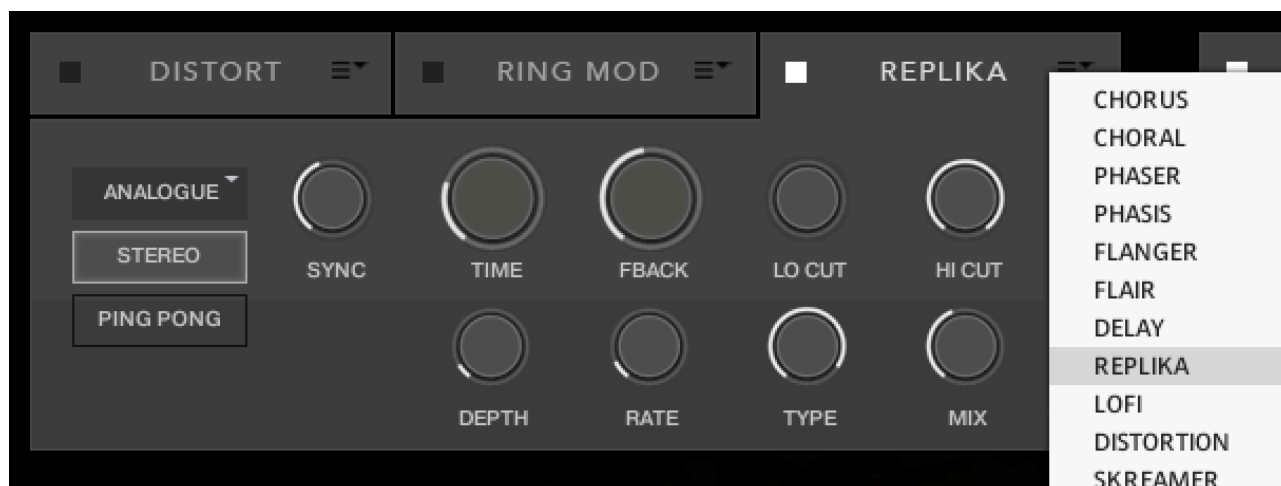 DISTORT
RING MOD
REPLIKA
ANALOGUE
STEREO
PING PONG
SYNC
TIME
FBACK
LO CUT
HI CUT
DEPTH
RATE
TYPE
MIX
CHORUS
CHORAL
PHASER
PHASIS
FLANGER
FLAIR
DELAY
REPLIKA
LOFI
DISTORTION
SKREAMER